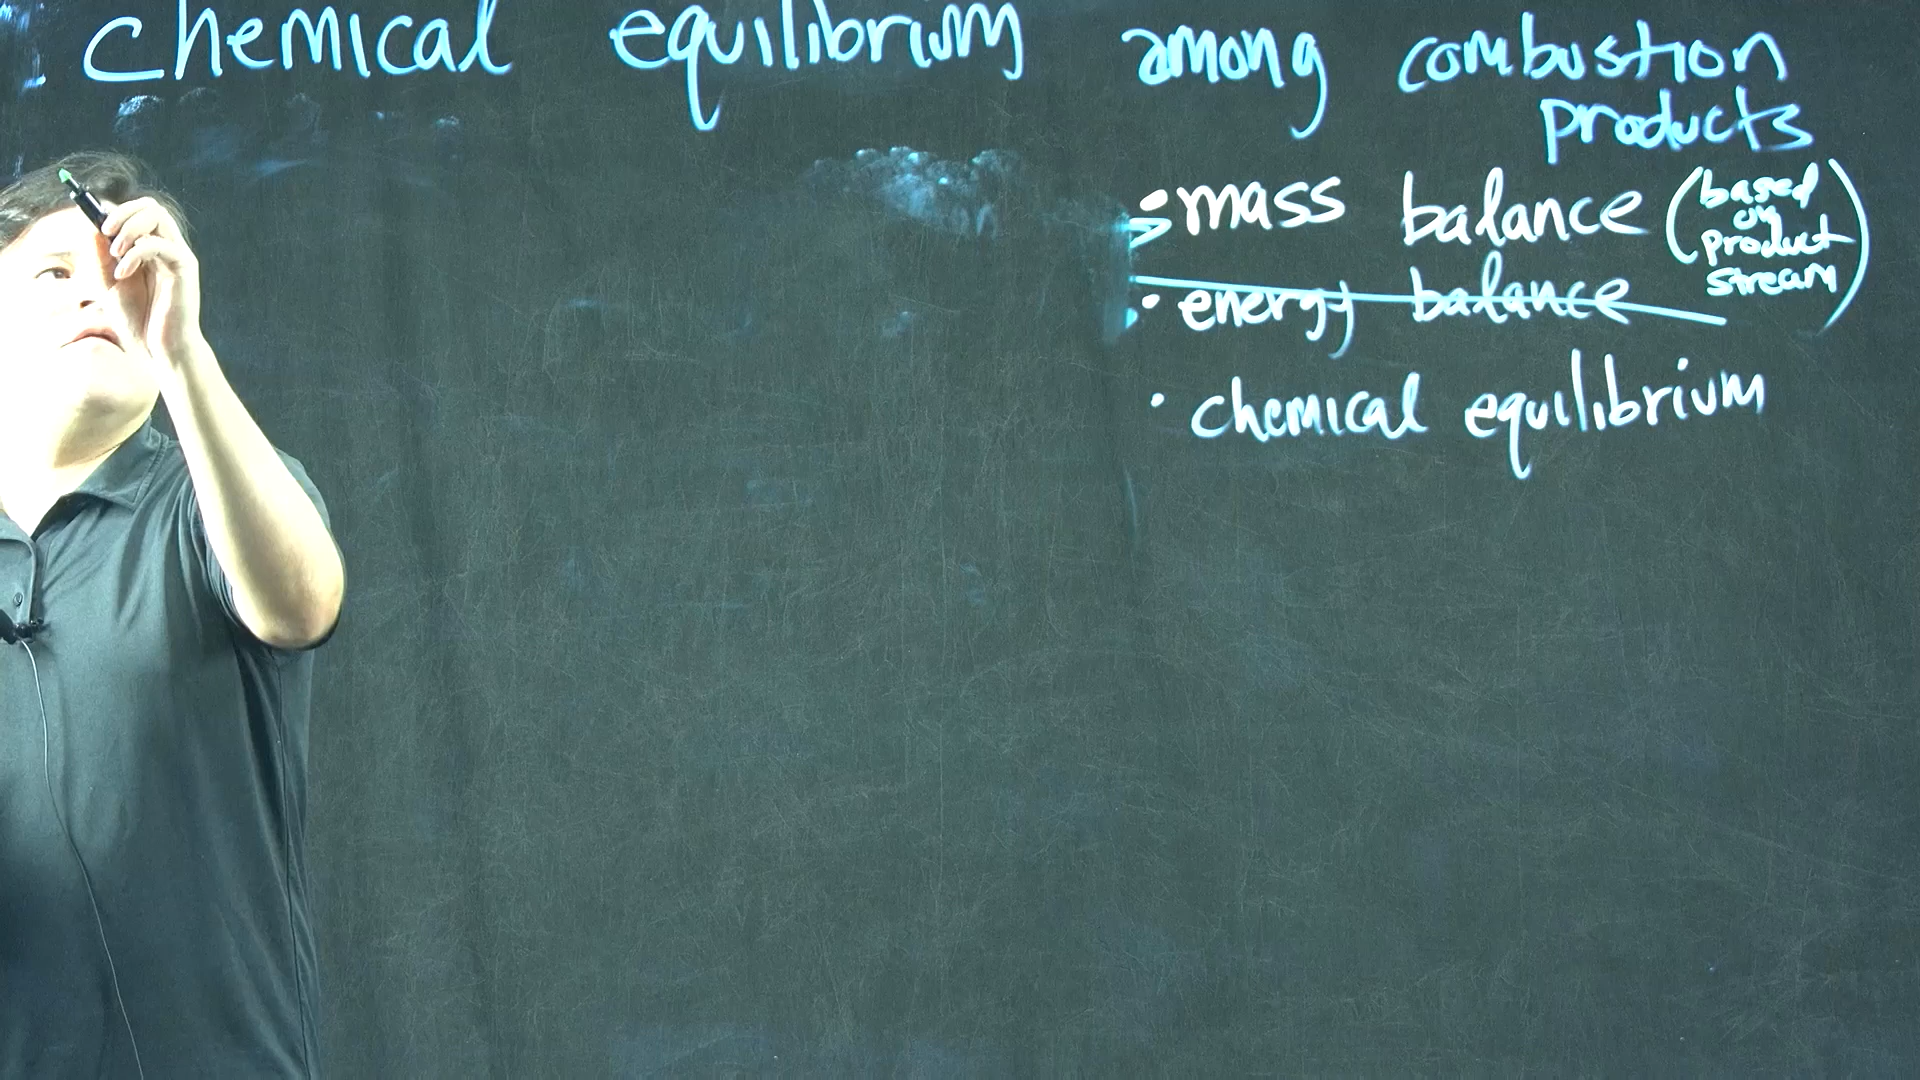 chemical equilibrium among combustion
products
• mass balance (based
on
product
stream)
• energy balance
• chemical equilibrium